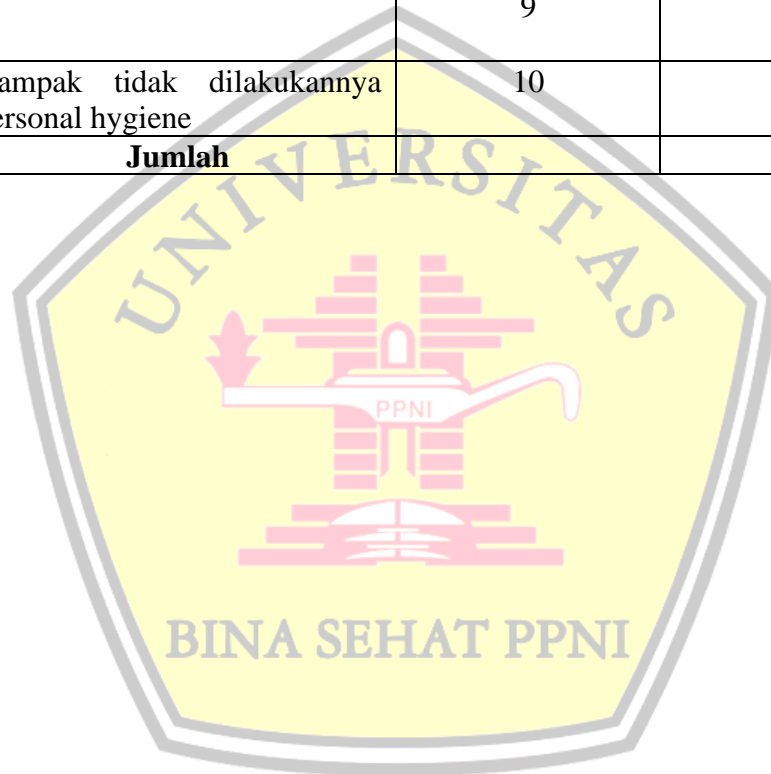 9
ampak tidak dilakukannya 10
ersonal hygiene
Jumlah
UNIVERSITAS
PPNI
BINA SEHAT PPNI